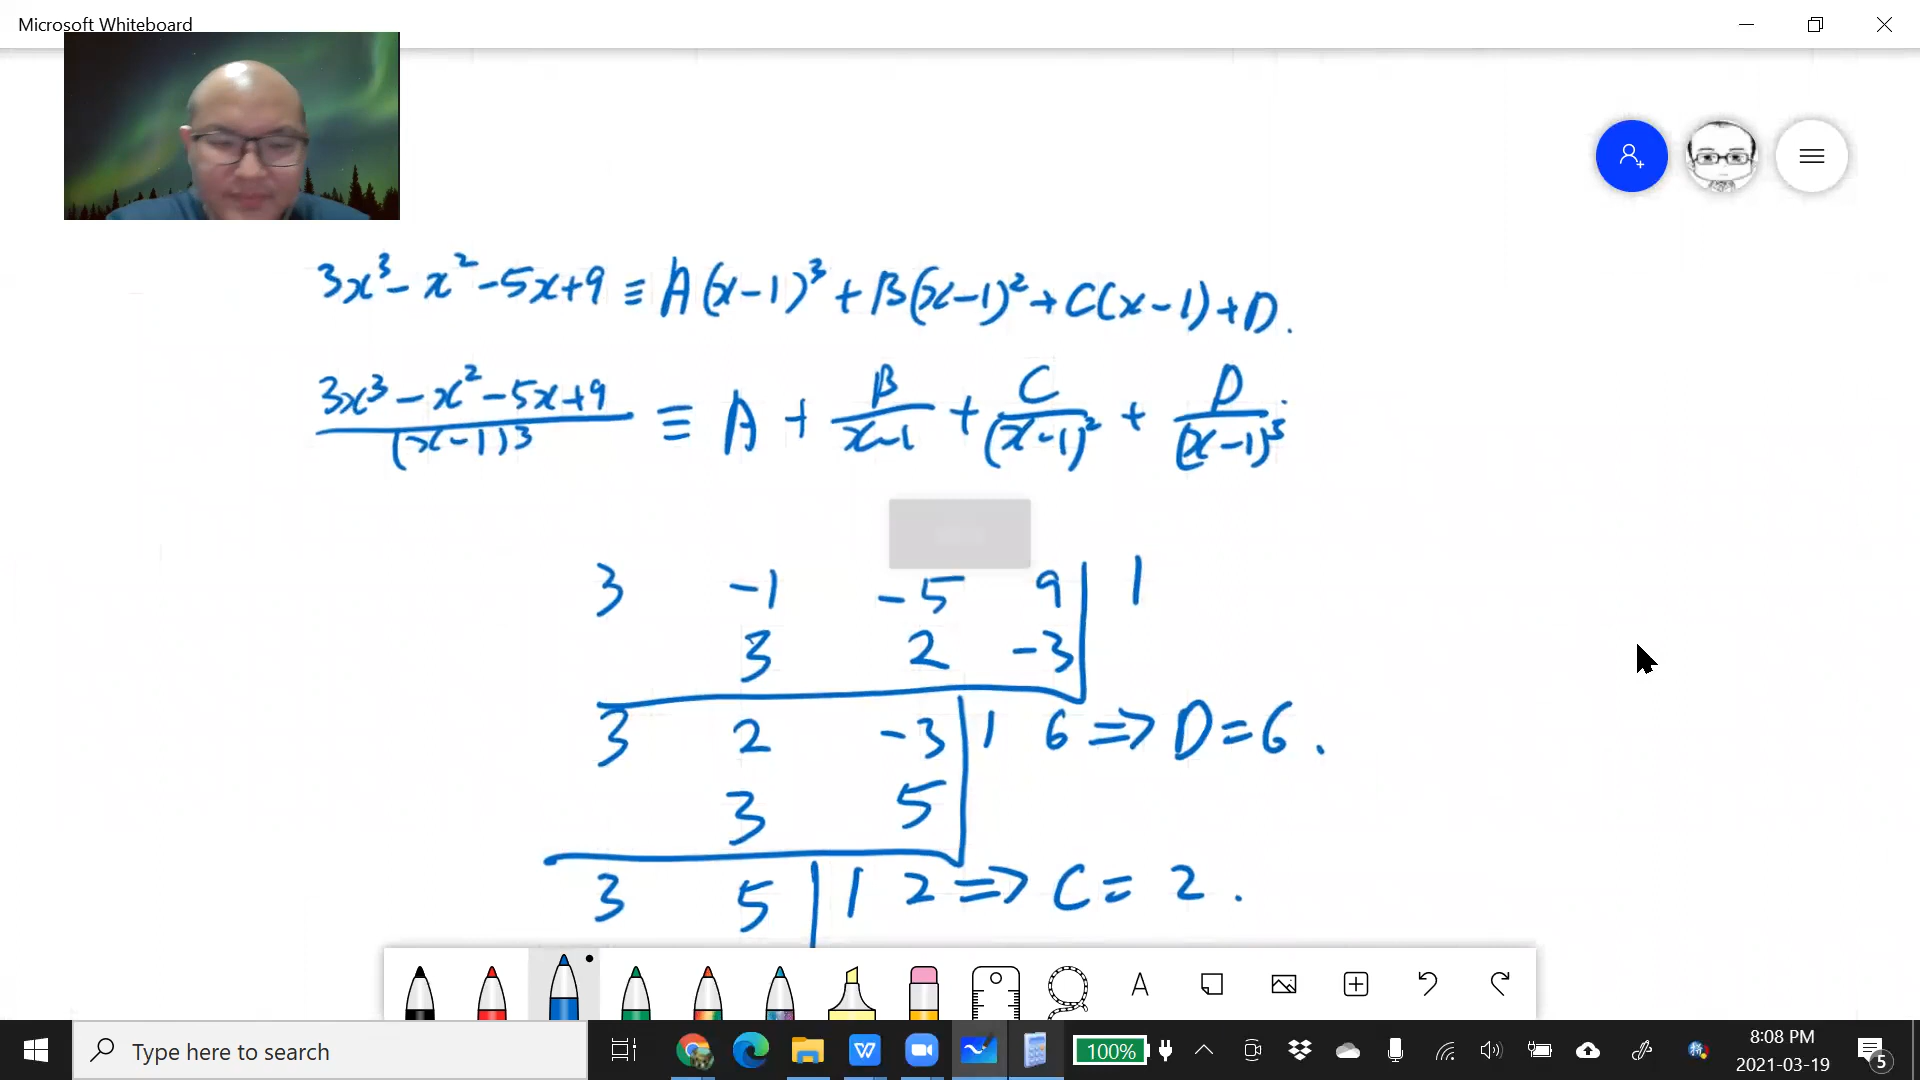 Microsoft Whiteboard
3x³ - x² - 5x + 9 ≡ A(x-1)³ + B(x-1)² + C(x-1) + D.
(3x³ - x² - 5x + 9)/(x-1)³ ≡ A + B/(x-1) + C/(x-1)² + D/(x-1)³.
3 -1 -5 9 | 1
3 2 -3
3 2 -3 | 1 6 => D = 6.
3 5
3 5 | 1 2 => C = 2.
A
Type here to search
W
100%
8:08 PM
2021-03-19
5